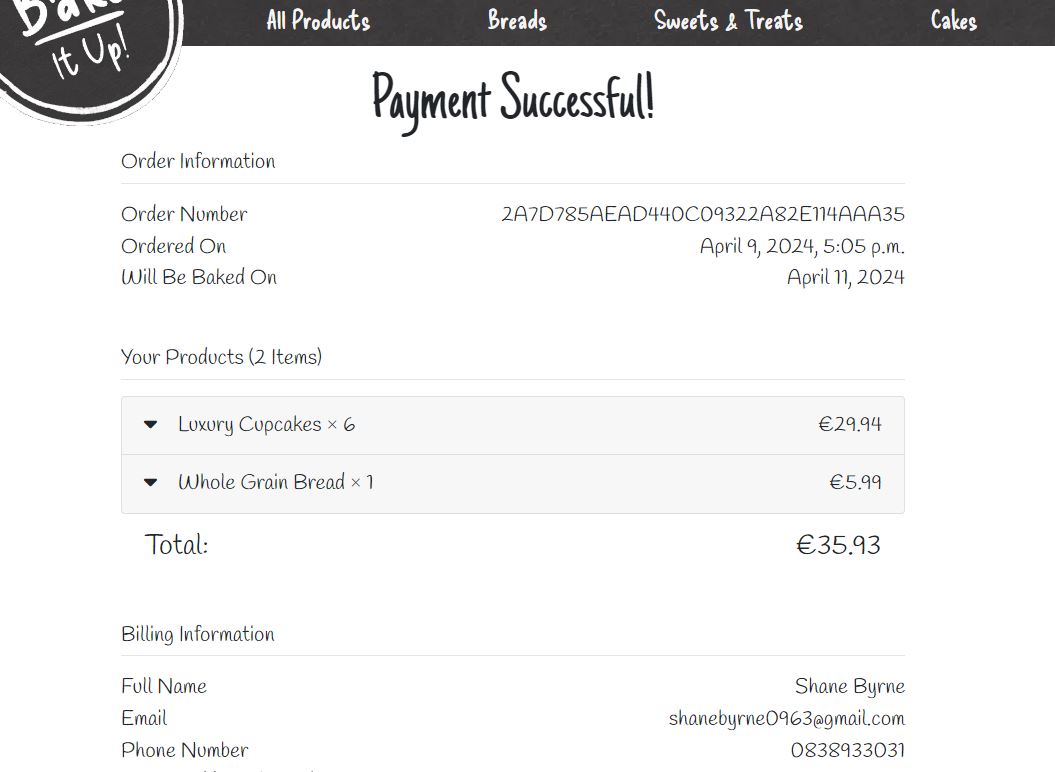 Bake
It Up!
All Products Breads Sweets & Treats Cakes
Payment Successful!
Order Information
Order Number 2A7D785AEAD440C09322A82E114AAA35
Ordered On April 9, 2024, 5:05 p.m.
Will Be Baked On April 11, 2024
Your Products (2 Items)
Luxury Cupcakes × 6 €29.94
Whole Grain Bread × 1 €5.99
Total: €35.93
Billing Information
Full Name Shane Byrne
Email shanebyrne0963@gmail.com
Phone Number 0838933031